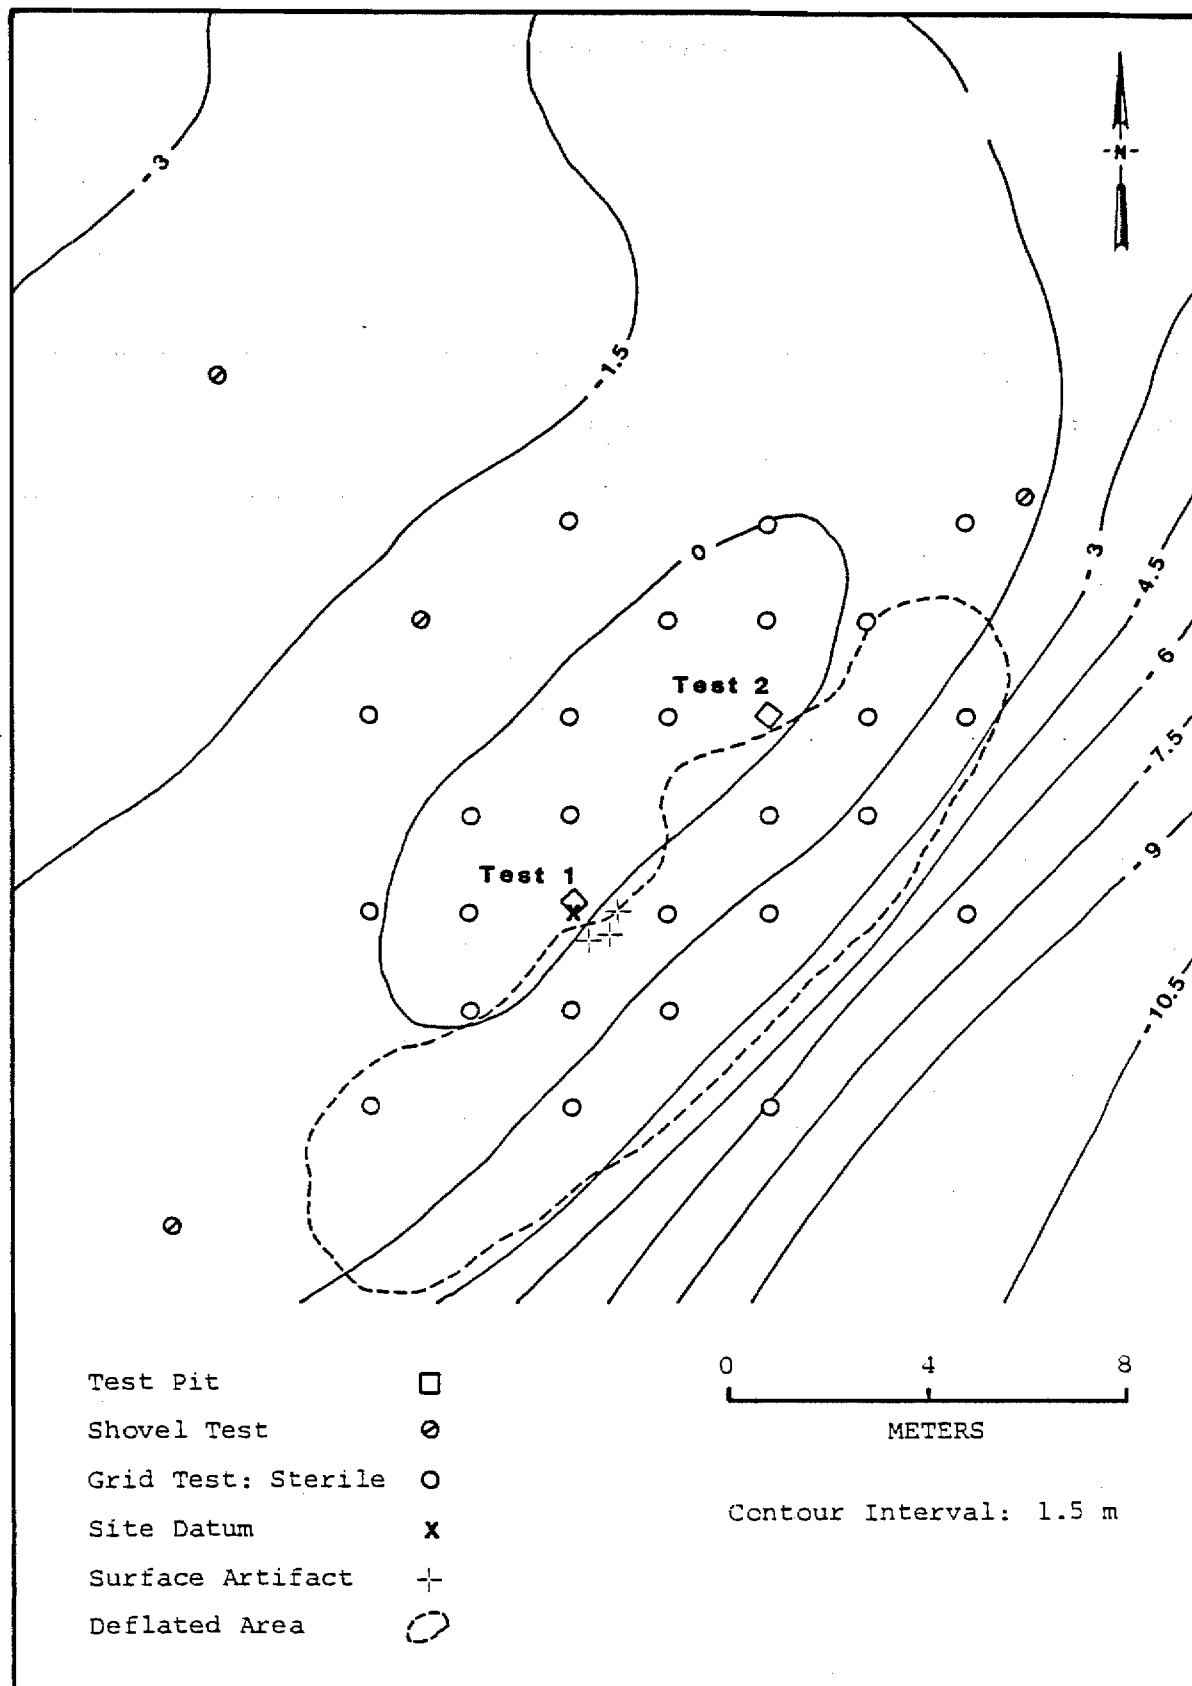 - 3
N
- 1.5
0
- 3
- 4.5
- 6
- 7.5
- 9
- 10.5
Test 2
Test 1
Test Pit
Shovel Test
Grid Test: Sterile
Site Datum
Surface Artifact
Deflated Area
0 4 8
METERS
Contour Interval: 1.5 m